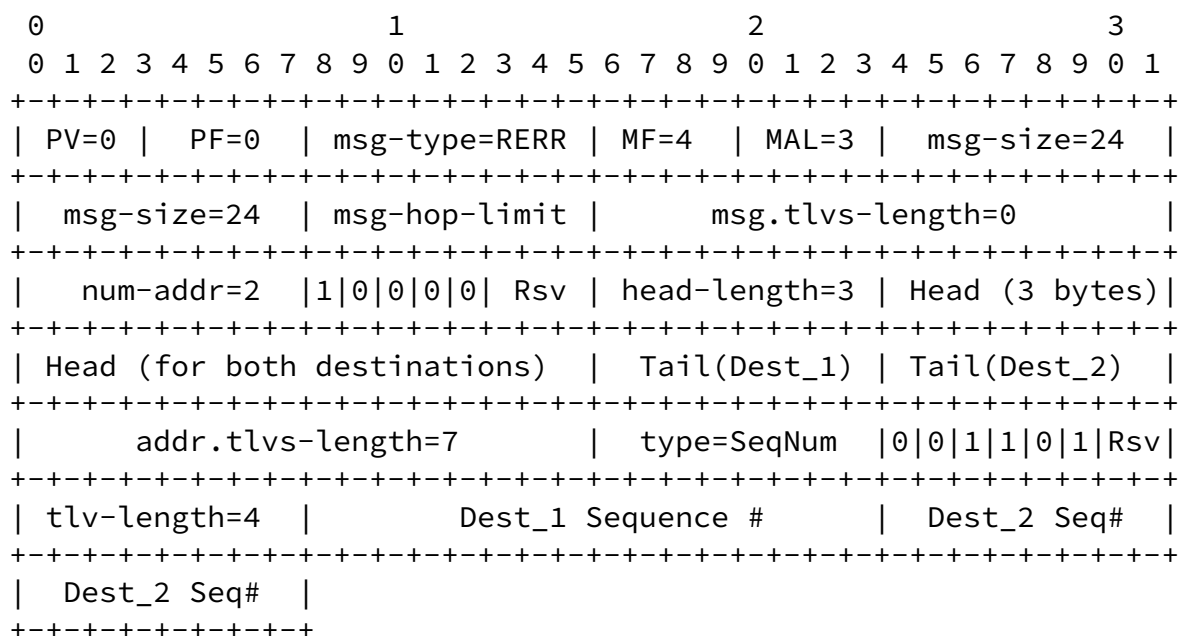 0                   1                   2                   3
 0 1 2 3 4 5 6 7 8 9 0 1 2 3 4 5 6 7 8 9 0 1 2 3 4 5 6 7 8 9 0 1
+-+-+-+-+-+-+-+-+-+-+-+-+-+-+-+-+-+-+-+-+-+-+-+-+-+-+-+-+-+-+-+-+
| PV=0 |  PF=0  | msg-type=RERR | MF=4  | MAL=3 |  msg-size=24  |
+-+-+-+-+-+-+-+-+-+-+-+-+-+-+-+-+-+-+-+-+-+-+-+-+-+-+-+-+-+-+-+-+
|  msg-size=24  | msg-hop-limit |      msg.tlvs-length=0        |
+-+-+-+-+-+-+-+-+-+-+-+-+-+-+-+-+-+-+-+-+-+-+-+-+-+-+-+-+-+-+-+-+
|   num-addr=2  |1|0|0|0|0| Rsv | head-length=3 | Head (3 bytes)|
+-+-+-+-+-+-+-+-+-+-+-+-+-+-+-+-+-+-+-+-+-+-+-+-+-+-+-+-+-+-+-+-+
| Head (for both destinations)  |  Tail(Dest_1) | Tail(Dest_2)  |
+-+-+-+-+-+-+-+-+-+-+-+-+-+-+-+-+-+-+-+-+-+-+-+-+-+-+-+-+-+-+-+-+
|      addr.tlvs-length=7       |  type=SeqNum  |0|0|1|1|0|1|Rsv|
+-+-+-+-+-+-+-+-+-+-+-+-+-+-+-+-+-+-+-+-+-+-+-+-+-+-+-+-+-+-+-+-+
| tlv-length=4  |       Dest_1 Sequence #       |  Dest_2 Seq#  |
+-+-+-+-+-+-+-+-+-+-+-+-+-+-+-+-+-+-+-+-+-+-+-+-+-+-+-+-+-+-+-+-+
|  Dest_2 Seq#  |
+-+-+-+-+-+-+-+-+